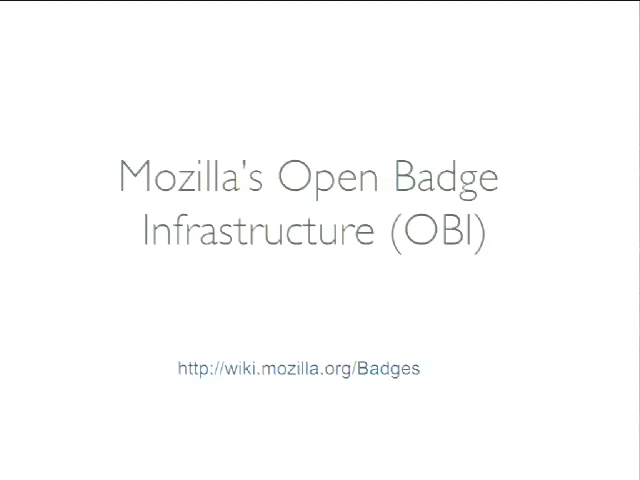 Mozilla's Open Badge
Infrastructure (OBI)
http://wiki.mozilla.org/Badges